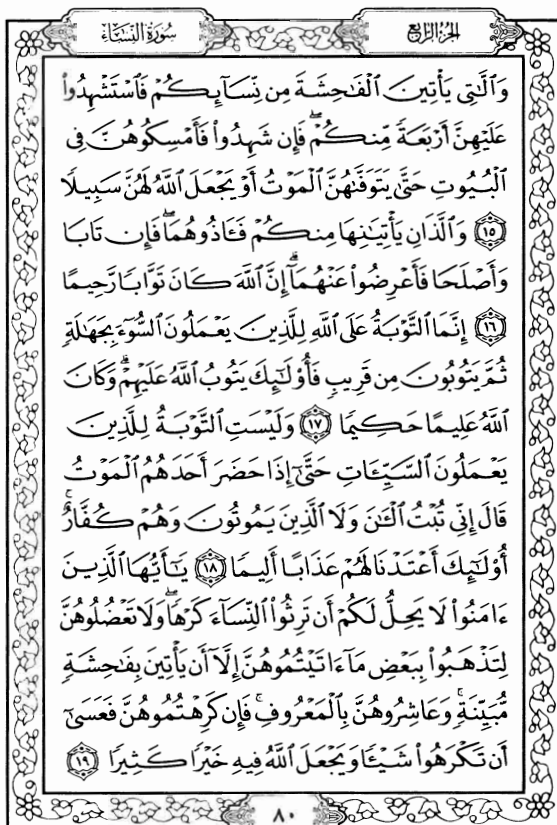 الجزء الرابع
سورة النساء
وَٱلَّٰتِى يَأۡتِينَ ٱلۡفَٰحِشَةَ مِن نِّسَآئِكُمۡ فَٱسۡتَشۡهِدُواْ
عَلَيۡهِنَّ أَرۡبَعَةٗ مِّنكُمۡۖ فَإِن شَهِدُواْ فَأَمۡسِكُوهُنَّ فِى
ٱلۡبُيُوتِ حَتَّىٰ يَتَوَفَّىٰهُنَّ ٱلۡمَوۡتُ أَوۡ يَجۡعَلَ ٱللَّهُ لَهُنَّ سَبِيلٗا
١٥ وَٱلَّذَانِ يَأۡتِيَٰنِهَا مِنكُمۡ فَـَٔاذُوهُمَاۖ فَإِن تَابَا
وَأَصۡلَحَا فَأَعۡرِضُواْ عَنۡهُمَآۗ إِنَّ ٱللَّهَ كَانَ تَوَّابٗا رَّحِيمًا
١٦ إِنَّمَا ٱلتَّوۡبَةُ عَلَى ٱللَّهِ لِلَّذِينَ يَعۡمَلُونَ ٱلسُّوٓءَ بِجَهَٰلَةٖ
ثُمَّ يَتُوبُونَ مِن قَرِيبٖ فَأُوْلَٰٓئِكَ يَتُوبُ ٱللَّهُ عَلَيۡهِمۡۗ وَكَانَ
ٱللَّهُ عَلِيمًا حَكِيمٗا ١٧ وَلَيۡسَتِ ٱلتَّوۡبَةُ لِلَّذِينَ
يَعۡمَلُونَ ٱلسَّيِّـَٔاتِ حَتَّىٰٓ إِذَا حَضَرَ أَحَدَهُمُ ٱلۡمَوۡتُ
قَالَ إِنِّى تُبۡتُ ٱلۡـَٰٔنَ وَلَا ٱلَّذِينَ يَمُوتُونَ وَهُمۡ كُفَّارٌۚ
أُوْلَٰٓئِكَ أَعۡتَدۡنَا لَهُمۡ عَذَابًا أَلِيمٗا ١٨ يَٰٓأَيُّهَا ٱلَّذِينَ
ءَامَنُواْ لَا يَحِلُّ لَكُمۡ أَن تَرِثُواْ ٱلنِّسَآءَ كَرۡهٗاۖ وَلَا تَعۡضُلُوهُنَّ
لِتَذۡهَبُواْ بِبَعۡضِ مَآ ءَاتَيۡتُمُوهُنَّ إِلَّآ أَن يَأۡتِينَ بِفَٰحِشَةٖ
مُّبَيِّنَةٖۚ وَعَاشِرُوهُنَّ بِٱلۡمَعۡرُوفِۚ فَإِن كَرِهۡتُمُوهُنَّ فَعَسَىٰٓ
أَن تَكۡرَهُواْ شَيۡـٔٗا وَيَجۡعَلَ ٱللَّهُ فِيهِ خَيۡرٗا كَثِيرٗا ١٩
٨٠